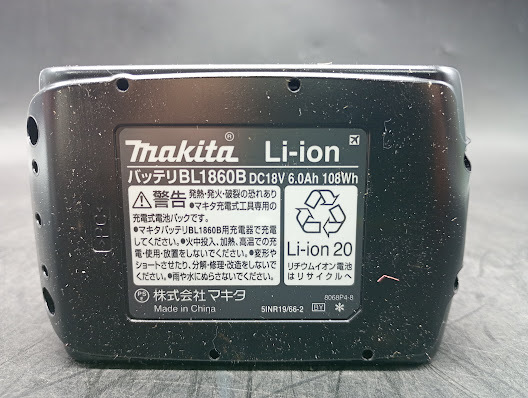 makita® Li-ion
バッテリBL1860B DC18V 6.0Ah 108Wh
警告 発熱・発火・破裂の恐れあり
●マキタ充電式工具専用の
充電式電池パックです。
●マキタバッテリBL1860B用充電器で充電
してください。●火中投入、加熱、高温での充
電・使用・放置をしないでください。●変形や
ショートさせたり、分解・修理・改造をしないで
ください。●雨や水にぬらさないでください。
Li-ion 20
リチウムイオン電池
はリサイクルへ
PS
E
株式会社マキタ
Made in China
8068P4-8
5INR19/66-2 BY *
PC